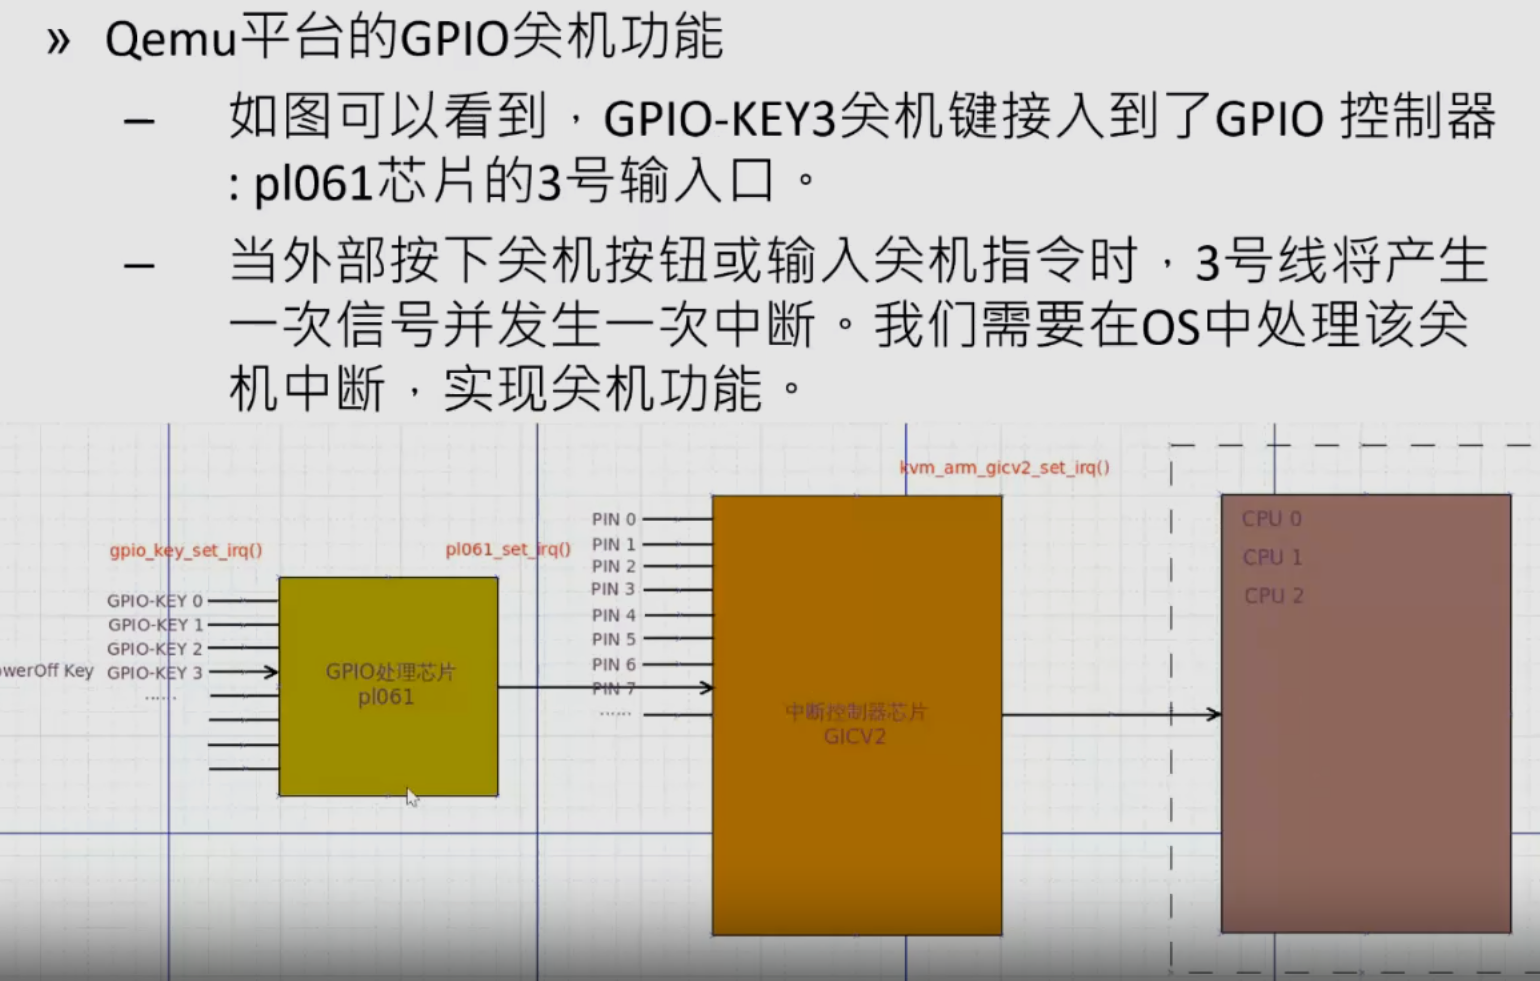 » Qemu平台的GPIO关机功能
– 如图可以看到，GPIO-KEY3关机键接入到了GPIO 控制器
: pl061芯片的3号输入口。
– 当外部按下关机按钮或输入关机指令时，3号线将产生
一次信号并发生一次中断。我们需要在OS中处理该关
机中断，实现关机功能。
kvm_arm_gicv2_set_irq()
gpio_key_set_irq()
pl061_set_irq()
PIN 0
PIN 1
PIN 2
PIN 3
PIN 4
PIN 5
PIN 6
PIN 7
......
GPIO-KEY 0
GPIO-KEY 1
GPIO-KEY 2
owerOff Key GPIO-KEY 3
......
GPIO处理芯片
pl061
中断控制器芯片
GICV2
CPU 0
CPU 1
CPU 2